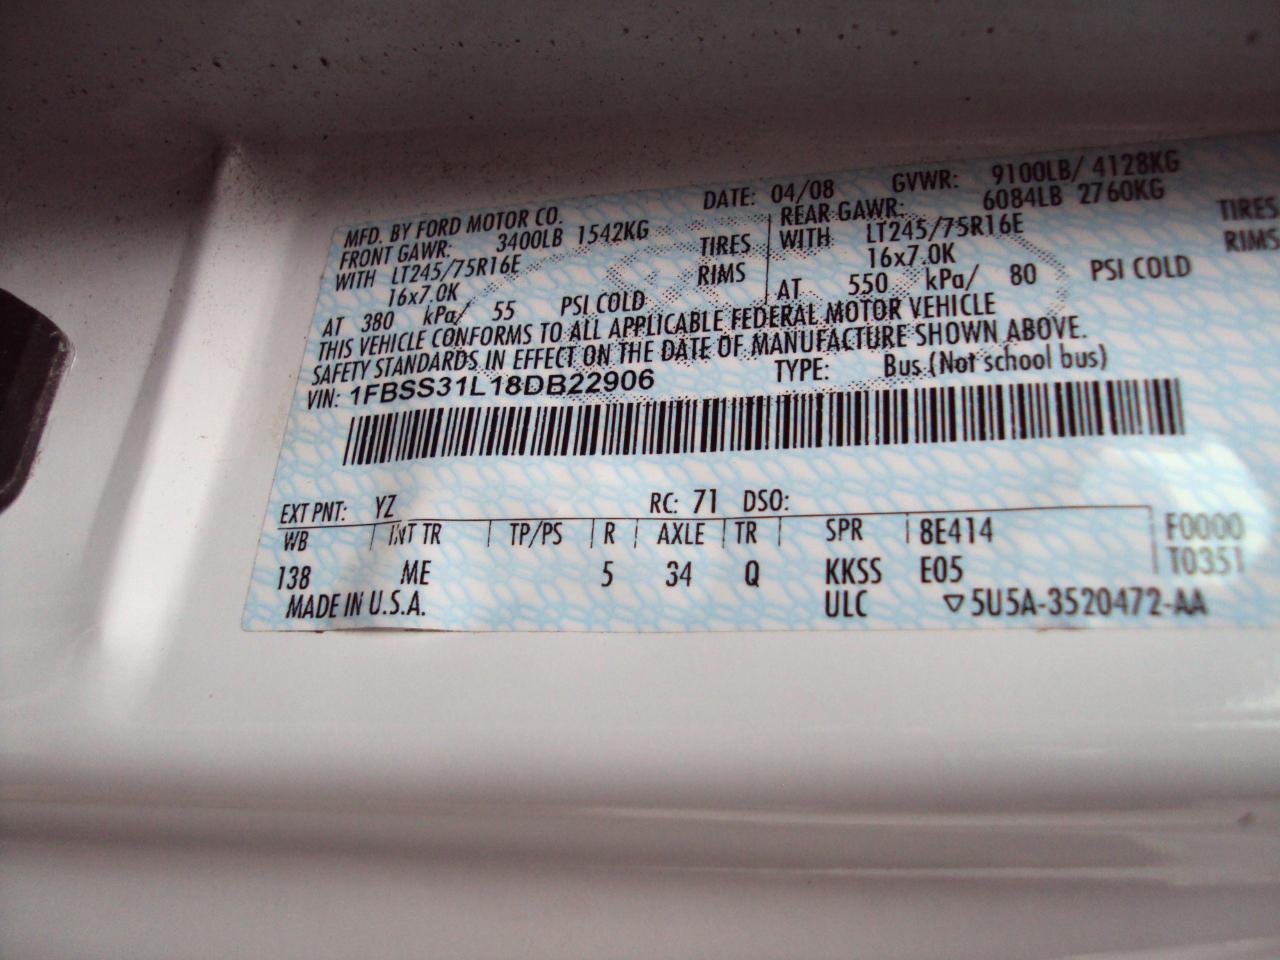 MFD. BY FORD MOTOR CO. DATE: 04/08 GVWR: 9100LB/ 4128KG
FRONT GAWR: 3400LB 1542KG REAR GAWR: 6084LB 2760KG
WITH LT245/75R16E TIRES WITH LT245/75R16E TIRES
16x7.0K RIMS 16x7.0K RIMS
AT 380 kPa/ 55 PSI COLD AT 550 kPa/ 80 PSI COLD
THIS VEHICLE CONFORMS TO ALL APPLICABLE FEDERAL MOTOR VEHICLE
SAFETY STANDARDS IN EFFECT ON THE DATE OF MANUFACTURE SHOWN ABOVE.
VIN: 1FBSS31L18DB22906 TYPE: Bus (Not school bus)
EXT PNT: YZ RC: 71 DSO:
WB INT TR TP/PS R AXLE TR SPR 8E414 F0000
138 ME 5 34 Q KKSS E05 T0351
MADE IN U.S.A. ULC ▽5U5A-3520472-AA